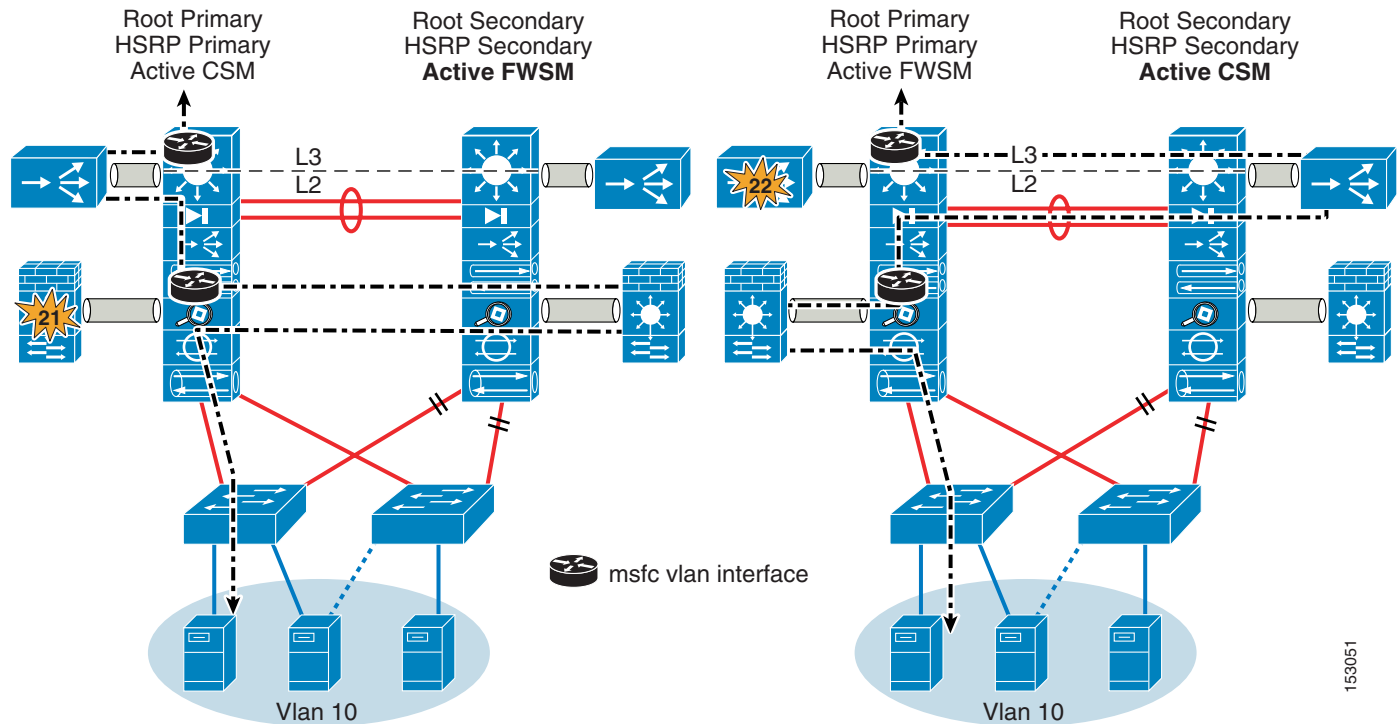 Root Primary
HSRP Primary
Active CSM
Root Secondary
HSRP Secondary
Active FWSM
L3
L2
21
Vlan 10
Root Primary
HSRP Primary
Active FWSM
Root Secondary
HSRP Secondary
Active CSM
L3
L2
22
Vlan 10
msfc vlan interface
153051